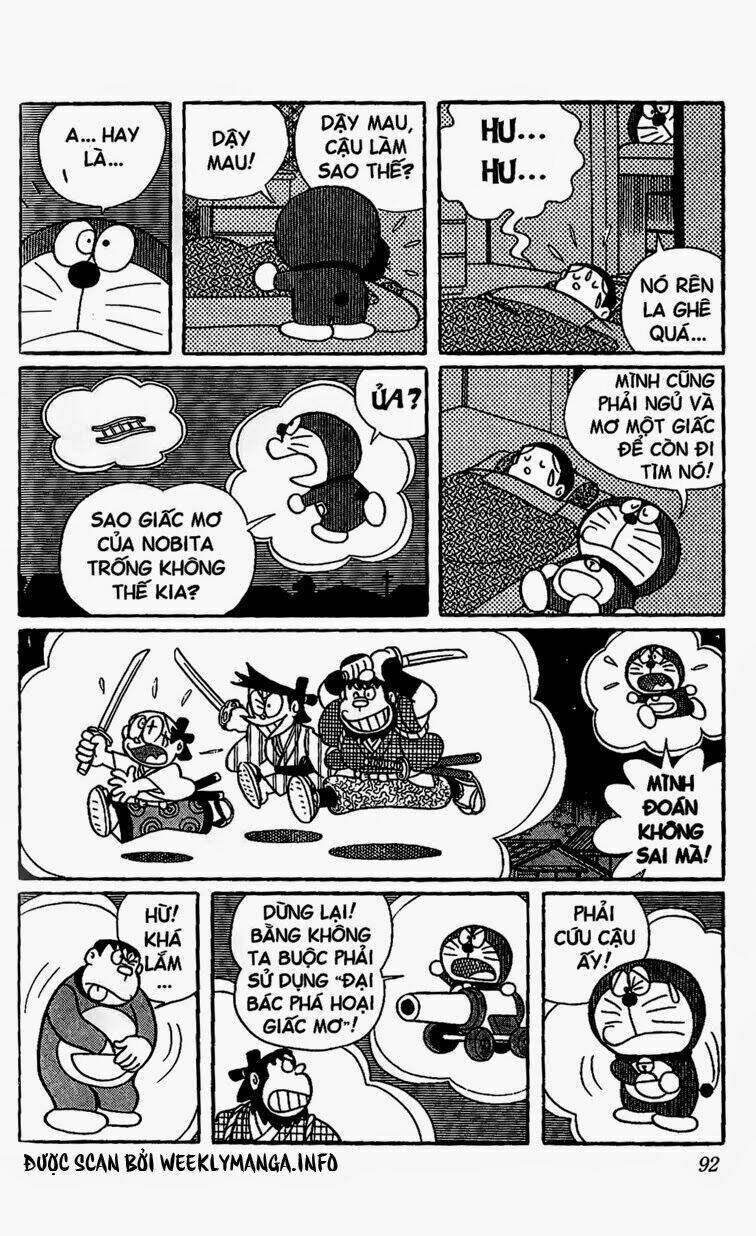 HƯ...
HƯ...
NÓ RÊN
LA GHÊ
QUÁ...
DẬY MAU,
CẬU LÀM
SAO THẾ?
DẬY
MAU!
A... HAY
LÀ...
MÌNH CŨNG
PHẢI NGỦ VÀ
MƠ MỘT GIẤC
ĐỂ CÒN ĐI
TÌM NÓ!
ỦA?
SAO GIẤC MƠ
CỦA NOBITA
TRỐNG KHÔNG
THẾ KIA?
MÌNH
ĐOÁN
KHÔNG
SAI MÀ!
PHẢI
CỨU CẬU
ẤY!
DỪNG LẠI!
BẰNG KHÔNG
TA BUỘC PHẢI
SỬ DỤNG "ĐẠI
BÁC PHÁ HOẠI
GIẤC MƠ"!
HỪ!
KHÁ
LẮM
...
ĐƯỢC SCAN BỞI WEEKLYMANGA.INFO
92